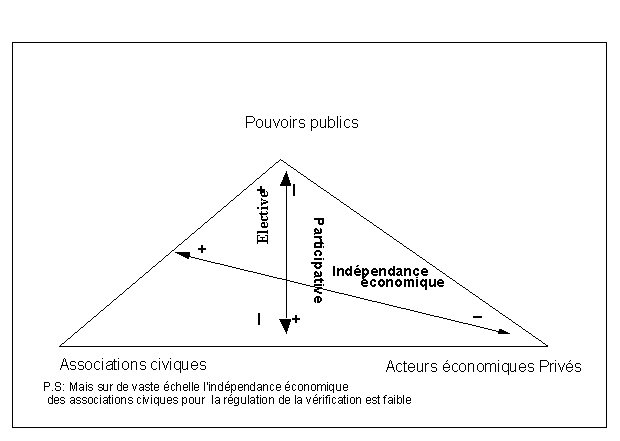 Pouvoirs publics
+ –
Elective
Participative
+
Indépendance
économique
–
– +
Associations civiques
Acteurs économiques Privés
P.S: Mais sur de vaste échelle l'indépendance économique
des associations civiques pour la régulation de la vérification est faible